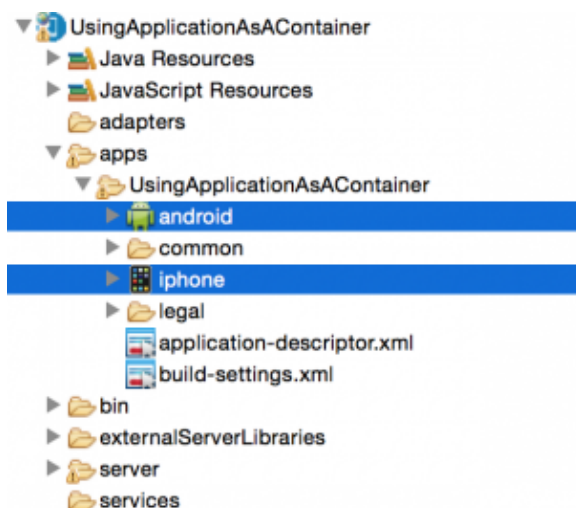 UsingApplicationAsAContainer
Java Resources
JavaScript Resources
adapters
apps
UsingApplicationAsAContainer
android
common
iphone
legal
application-descriptor.xml
build-settings.xml
bin
externalServerLibraries
server
services